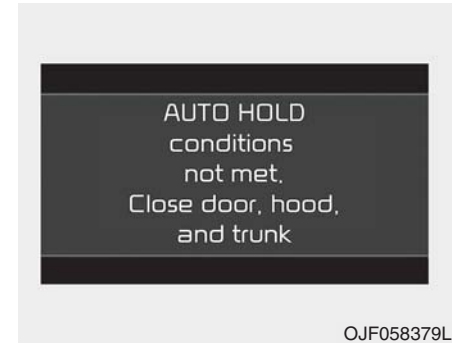 AUTO HOLD
conditions
not met.
Close door, hood,
and trunk
OJF058379L